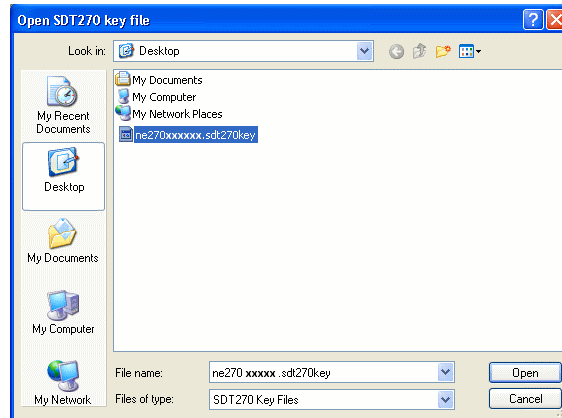 Open SDT270 key file
Look in: Desktop
My Documents
My Computer
My Network Places
ne270xxxxxx.sdt270key
My Recent
Documents
Desktop
My Documents
My Computer
My Network
File name: ne270 xxxxx .sdt270key Open
Files of type: SDT270 Key Files Cancel